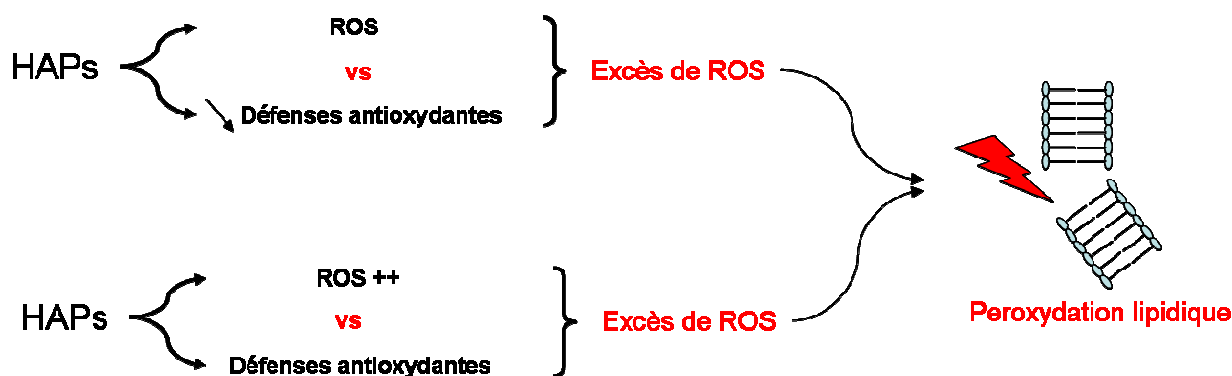 ROS
HAPs
vs
Excès de ROS
Défenses antioxydantes
ROS ++
HAPs
vs
Excès de ROS
Défenses antioxydantes
Peroxydation lipidique